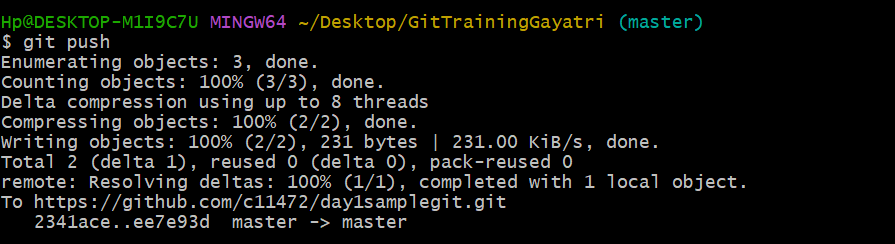 Hp@DESKTOP-M1I9C7U MINGW64 ~/Desktop/GitTrainingGayatri (master)
$ git push
Enumerating objects: 3, done.
Counting objects: 100% (3/3), done.
Delta compression using up to 8 threads
Compressing objects: 100% (2/2), done.
Writing objects: 100% (2/2), 231 bytes | 231.00 KiB/s, done.
Total 2 (delta 1), reused 0 (delta 0), pack-reused 0
remote: Resolving deltas: 100% (1/1), completed with 1 local object.
To https://github.com/c11472/day1samplegit.git
   2341ace..ee7e93d  master -> master